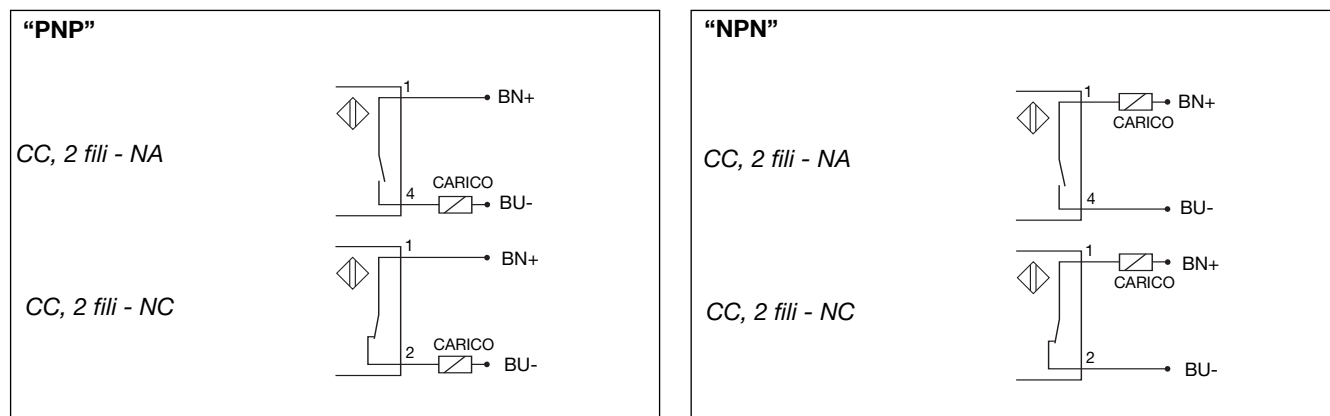 “PNP”
CC, 2 fili - NA
1
BN+
4
CARICO
BU-
CC, 2 fili - NC
1
BN+
2
CARICO
BU-
“NPN”
CC, 2 fili - NA
1
BN+
CARICO
4
BU-
CC, 2 fili - NC
1
BN+
CARICO
2
BU-